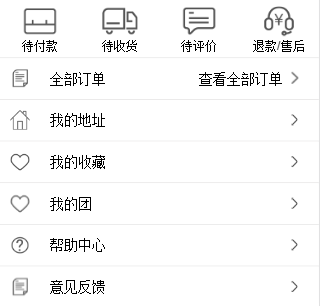 待付款 待收货 待评价 退款/售后
全部订单 查看全部订单
我的地址
我的收藏
我的团
帮助中心
意见反馈